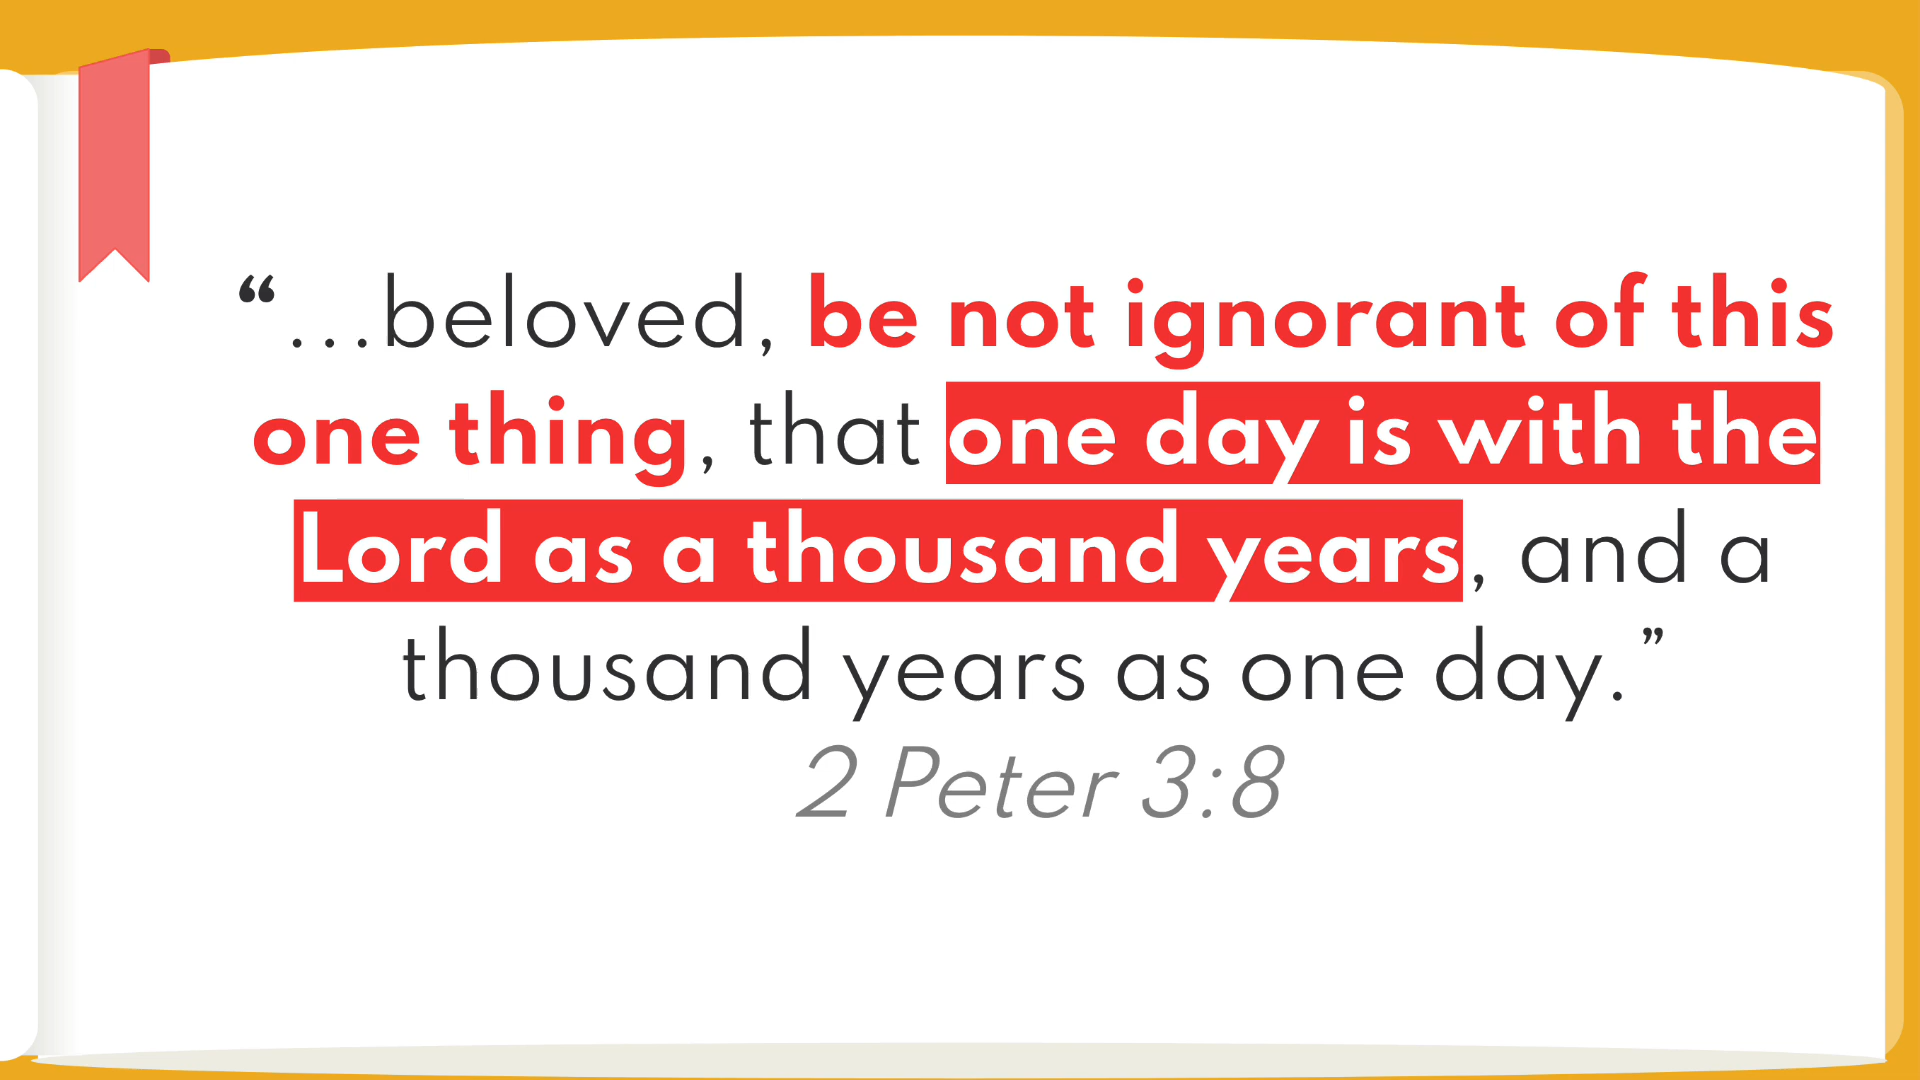 “...beloved, be not ignorant of this
one thing, that one day is with the
Lord as a thousand years, and a
thousand years as one day.”
2 Peter 3:8